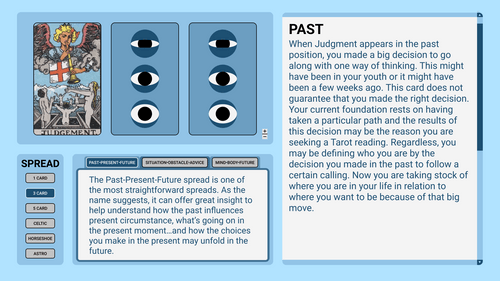 JUDGEMENT.
SPREAD
1 CARD
3 CARD
5 CARD
CELTIC
HORSESHOE
ASTRO
PAST-PRESENT-FUTURE
SITUATION-OBSTACLE-ADVICE
MIND-BODY-FUTURE
The Past-Present-Future spread is one of
the most straightforward spreads. As the
name suggests, it can offer great insight to
help understand how the past influences
present circumstance, what's going on in
the present moment...and how the choices
you make in the present may unfold in the
future.
PAST
When Judgment appears in the past
position, you made a big decision to go
along with one way of thinking. This might
have been in your youth or it might have
been a few weeks ago. This card does not
guarantee that you made the right decision.
Your current foundation rests on having
taken a particular path and the results of
this decision may be the reason you are
seeking a Tarot reading. Regardless, you
may be defining who you are by the
decision you made in the past to follow a
certain calling. Now you are taking stock of
where you are in your life in relation to
where you want to be because of that big
move.